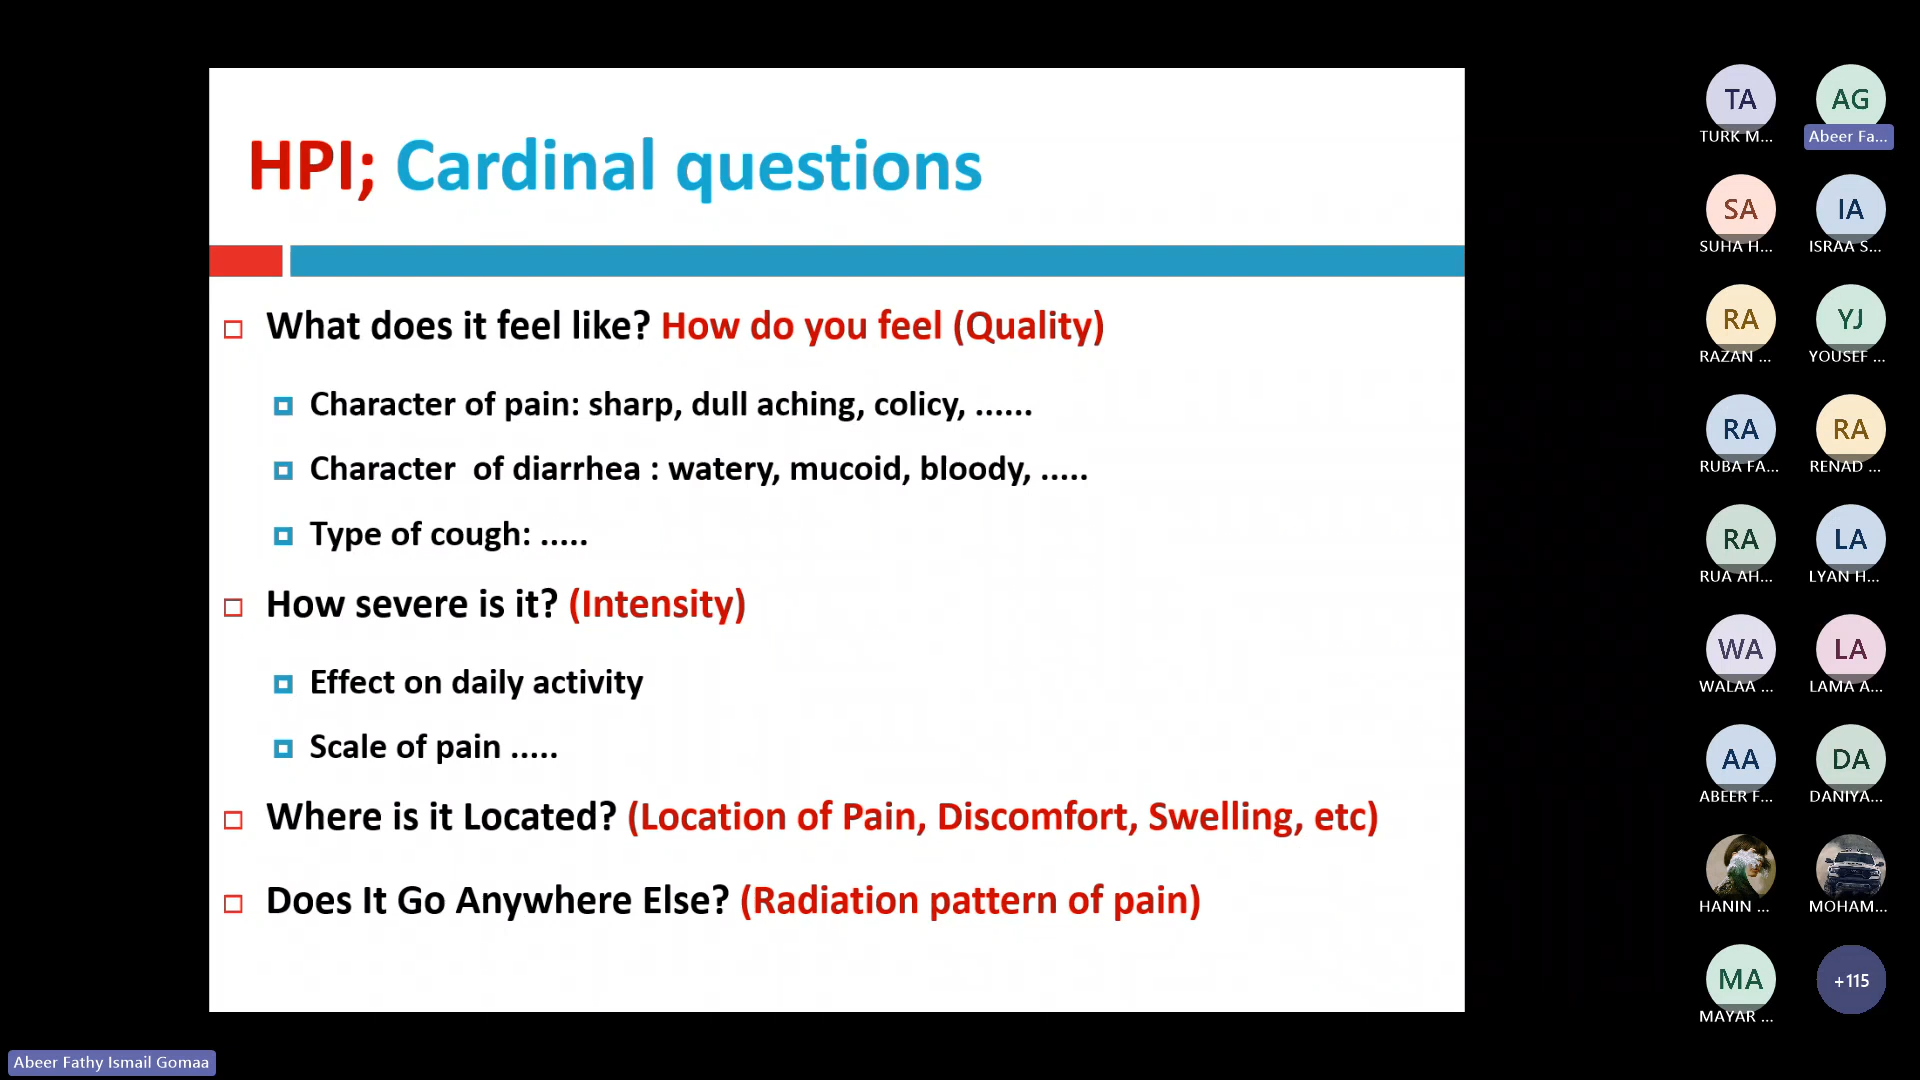 HPI; Cardinal questions
What does it feel like? How do you feel (Quality)
Character of pain: sharp, dull aching, colicy, ......
Character of diarrhea : watery, mucoid, bloody, .....
Type of cough: .....
How severe is it? (Intensity)
Effect on daily activity
Scale of pain .....
Where is it Located? (Location of Pain, Discomfort, Swelling, etc)
Does It Go Anywhere Else? (Radiation pattern of pain)
TA AG
TURK M... Abeer Fa...
SA IA
SUHA H... ISRAA S...
RA YJ
RAZAN ... YOUSEF ...
RA RA
RUBA FA... RENAD ...
RA LA
RUA AH... LYAN H...
WA LA
WALAA ... LAMA A...
AA DA
ABEER F... DANIYA...
HANIN ... MOHAM...
MA +115
MAYAR ...
Abeer Fathy Ismail Gomaa